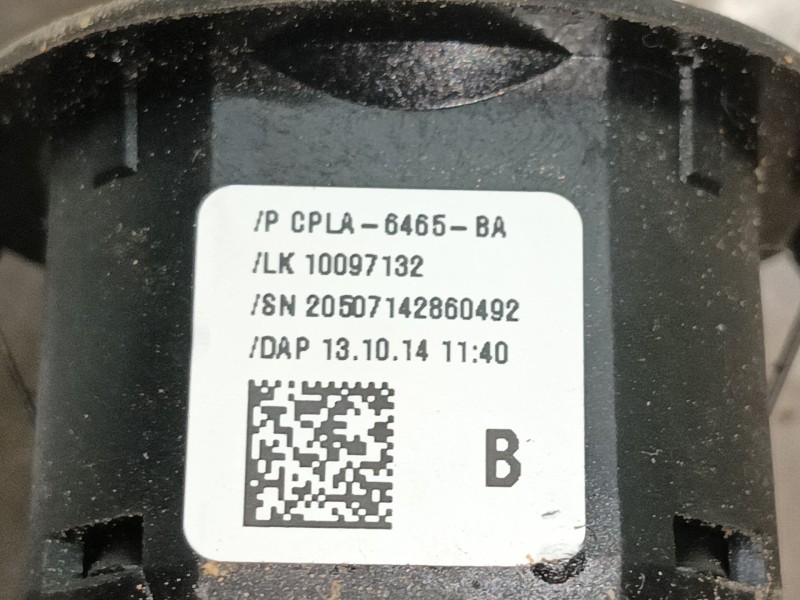 /P CPLA-6465-BA
/LK 10097132
/SN 20507142860492
/DAP 13.10.14 11:40
B